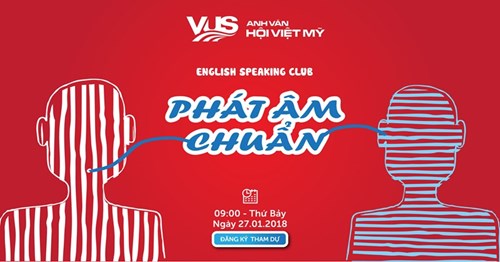 VUS
ANH VĂN
HỘI VIỆT MỸ
ENGLISH SPEAKING CLUB
PHÁT ÂM
CHUẨN
09:00 - Thứ Bảy
Ngày 27.01.2018
ĐĂNG KÝ THAM DỰ